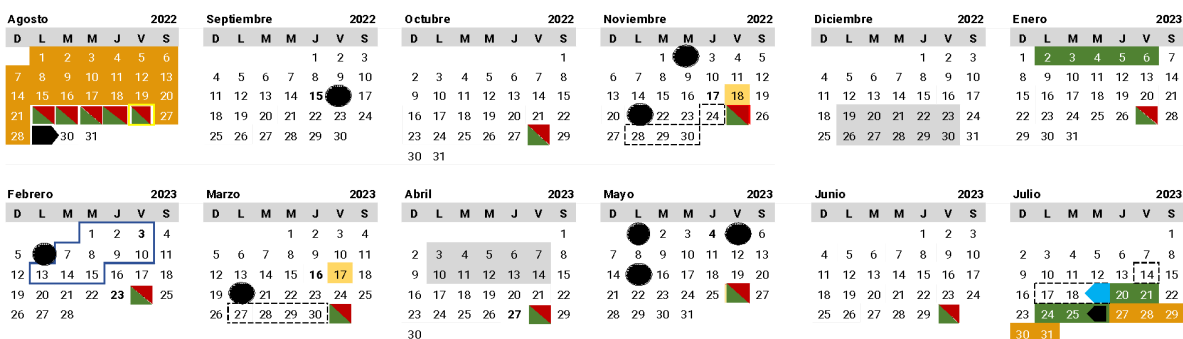 Agosto 2022
D L M M J V S
1 2 3 4 5 6
7 8 9 10 11 12 13
14 15 16 17 18 19 20
21 27
28 30 31
Septiembre 2022
D L M M J V S
1 2 3
4 5 6 7 8 9 10
11 12 13 14 15 17
18 19 20 21 22 23 24
25 26 27 28 29 30
Octubre 2022
D L M M J V S
1
2 3 4 5 6 7 8
9 10 11 12 13 14 15
16 17 18 19 20 21 22
23 24 25 26 27 29
30 31
Noviembre 2022
D L M M J V S
1 3 4 5
6 7 8 9 10 11 12
13 14 15 16 17 18 19
20 22 23 24 26
27 28 29 30
Diciembre 2022
D L M M J V S
1 2 3
4 5 6 7 8 9 10
11 12 13 14 15 16 17
18 19 20 21 22 23 24
25 26 27 28 29 30 31
Enero 2023
D L M M J V S
1 2 3 4 5 6 7
8 9 10 11 12 13 14
15 16 17 18 19 20 21
22 23 24 25 26 28
29 30 31
Febrero 2023
D L M M J V S
1 2 3 4
5 7 8 9 10 11
12 13 14 15 16 17 18
19 20 21 22 23 25
26 27 28
Marzo 2023
D L M M J V S
1 2 3 4
5 6 7 8 9 10 11
12 13 14 15 16 17 18
19 21 22 23 24 25
26 27 28 29 30
Abril 2023
D L M M J V S
1
2 3 4 5 6 7 8
9 10 11 12 13 14 15
16 17 18 19 20 21 22
23 24 25 26 27 29
30
Mayo 2023
D L M M J V S
2 3 4 6
7 8 9 10 11 12 13
14 16 17 18 19 20
21 22 23 24 25 27
28 29 30 31
Junio 2023
D L M M J V S
1 2 3
4 5 6 7 8 9 10
11 12 13 14 15 16 17
18 19 20 21 22 23 24
25 26 27 28 29
Julio 2023
D L M M J V S
1
2 3 4 5 6 7 8
9 10 11 12 13 14 15
16 17 18 20 21 22
23 24 25 27 28 29
30 31